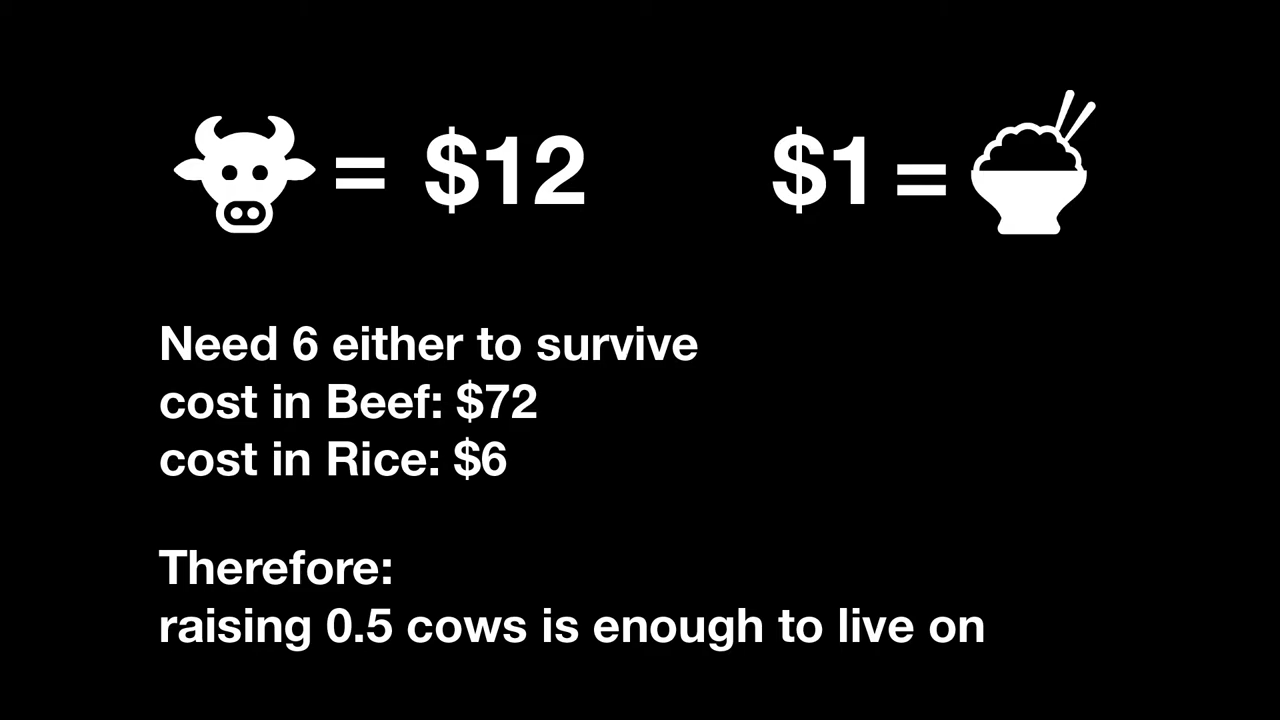 = $12 $1 =
Need 6 either to survive
cost in Beef: $72
cost in Rice: $6
Therefore:
raising 0.5 cows is enough to live on